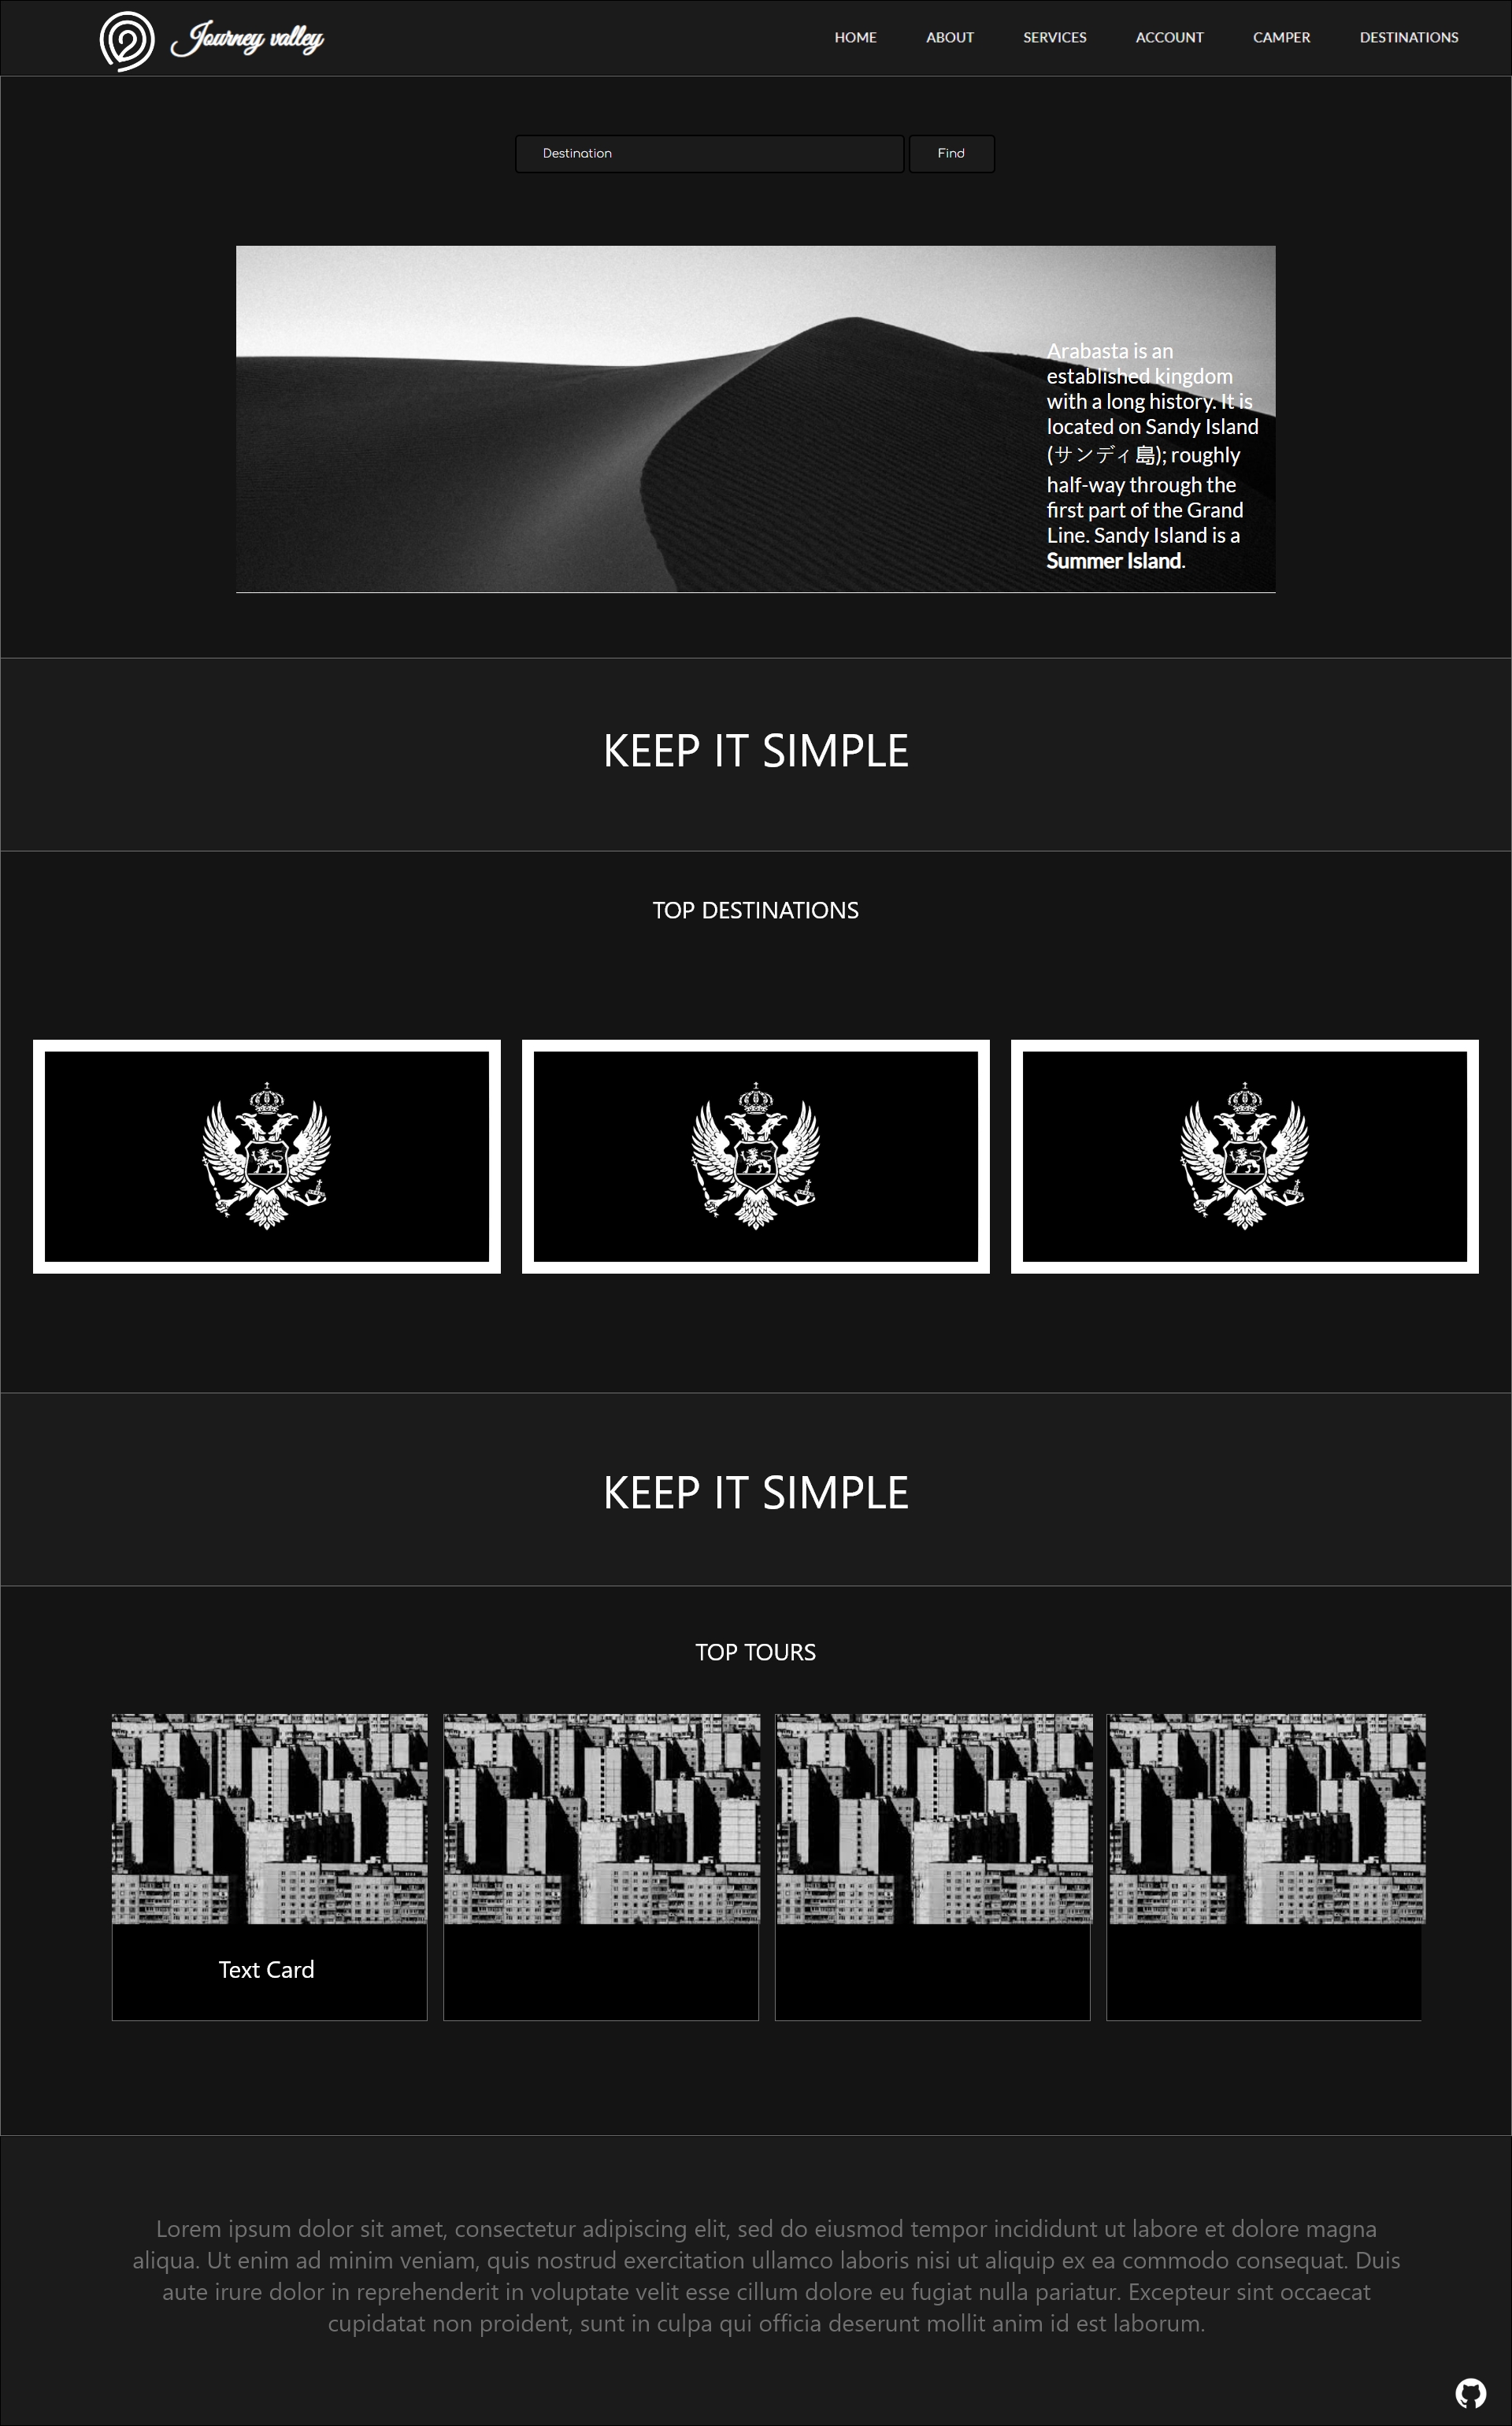 Journey valley
HOME ABOUT SERVICES ACCOUNT CAMPER DESTINATIONS
Destination Find
Arabasta is an
established kingdom
with a long history. It is
located on Sandy Island
(サンディ島); roughly
half-way through the
first part of the Grand
Line. Sandy Island is a
Summer Island.
KEEP IT SIMPLE
TOP DESTINATIONS
KEEP IT SIMPLE
TOP TOURS
Text Card
Lorem ipsum dolor sit amet, consectetur adipiscing elit, sed do eiusmod tempor incididunt ut labore et dolore magna
aliqua. Ut enim ad minim veniam, quis nostrud exercitation ullamco laboris nisi ut aliquip ex ea commodo consequat. Duis
aute irure dolor in reprehenderit in voluptate velit esse cillum dolore eu fugiat nulla pariatur. Excepteur sint occaecat
cupidatat non proident, sunt in culpa qui officia deserunt mollit anim id est laborum.